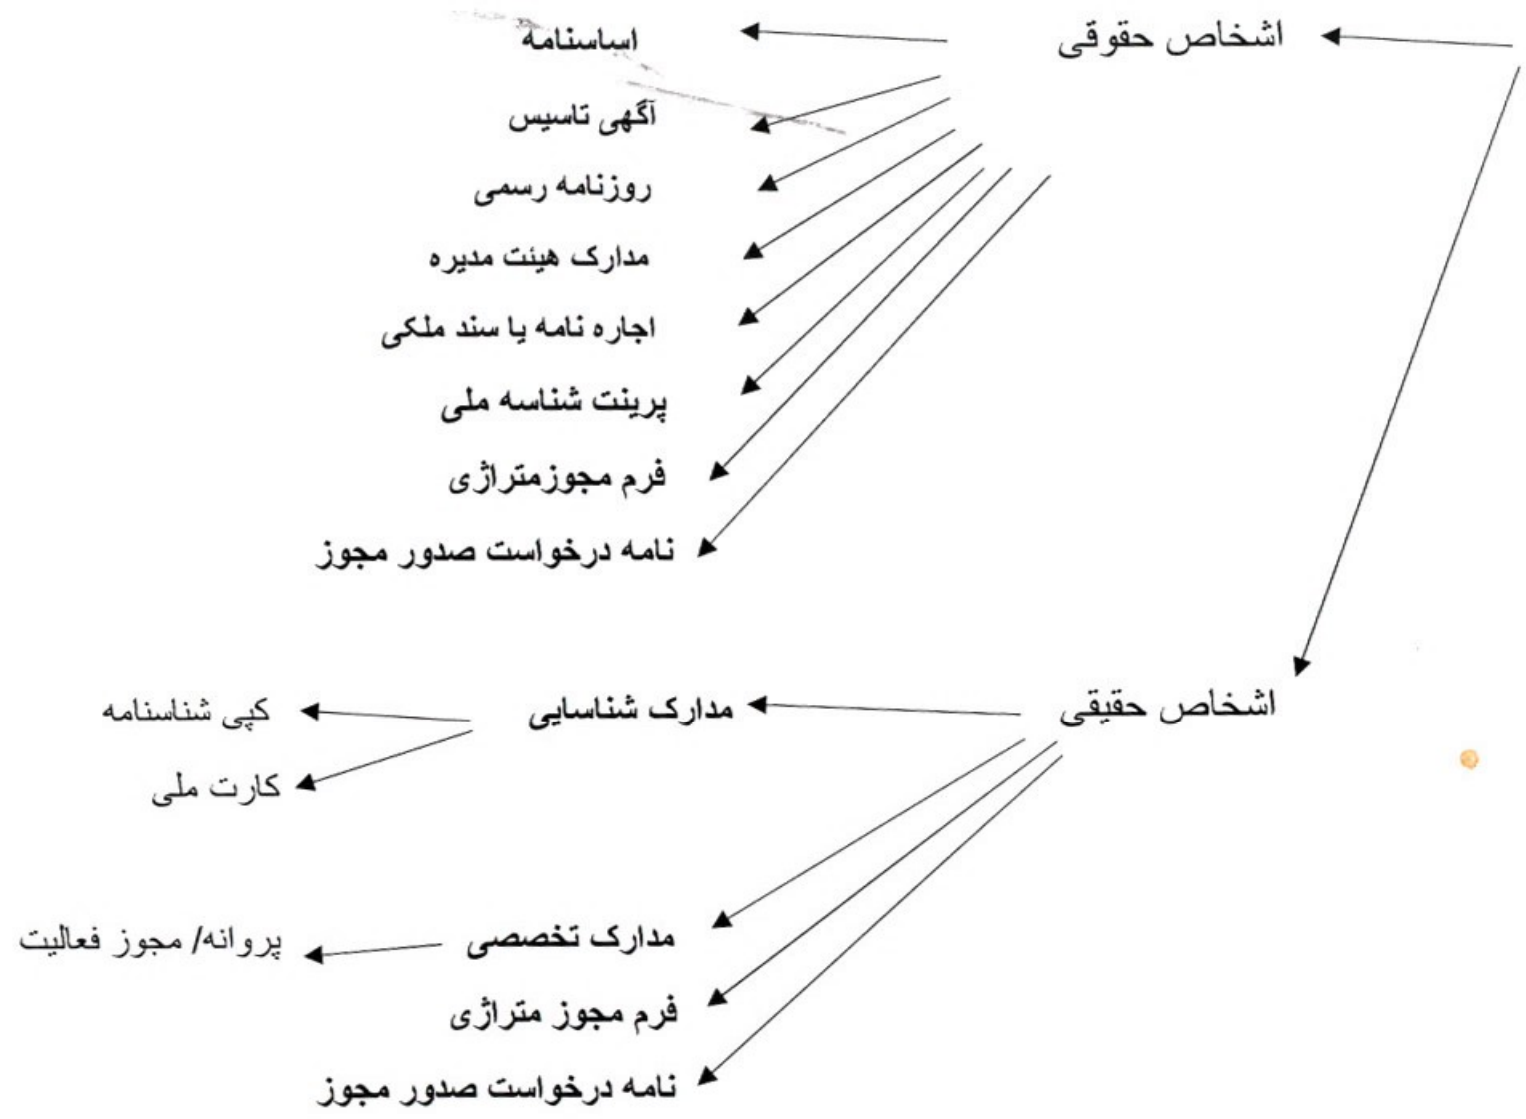 اشخاص حقوقی
اساسنامه
آگهی تاسیس
روزنامه رسمی
مدارک هیئت مدیره
اجاره نامه یا سند ملکی
پرینت شناسه ملی
فرم مجوزمتراژی
نامه درخواست صدور مجوز
اشخاص حقیقی
مدارک شناسایی
کپی شناسنامه
کارت ملی
مدارک تخصصی
پروانه/ مجوز فعالیت
فرم مجوز متراژی
نامه درخواست صدور مجوز